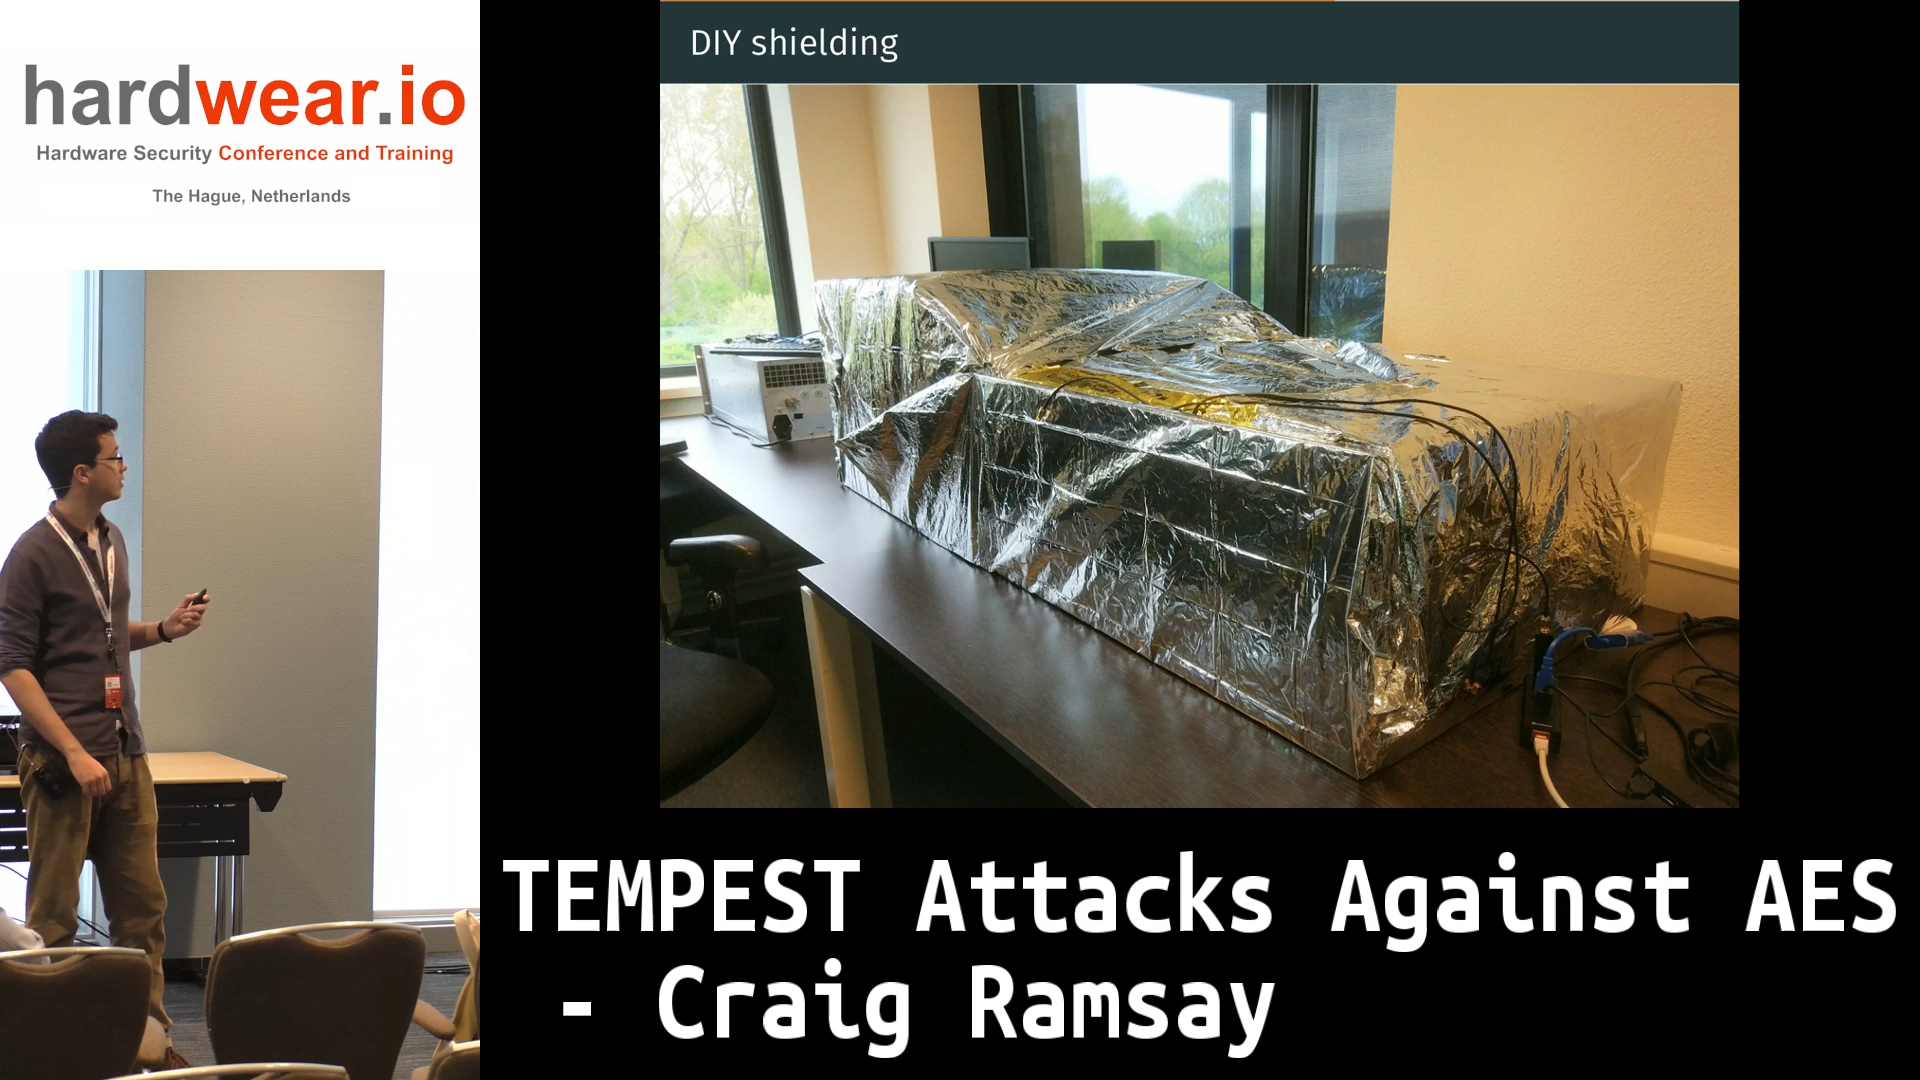 hardwear.io
Hardware Security Conference and Training
The Hague, Netherlands
DIY shielding
TEMPEST Attacks Against AES
- Craig Ramsay